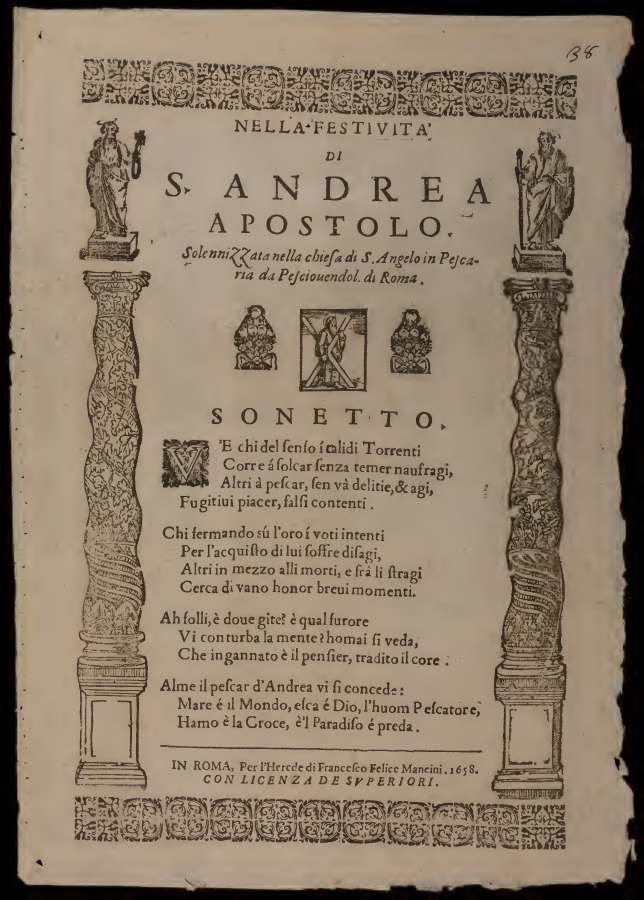 138
NELLA FESTIVITA'
DI
S. ANDREA
APOSTOLO.
Solennizzata nella chiesa di S. Angelo in Pesca-
ria da Pesciouendol. di Roma.
SONETTO.
V'E chi del senso í calidi Torrenti
Corre á solcar senza temer naufragi,
Altri à pescar, sen và delitie, & agi,
Fugitiui piacer, falsi contenti.
Chi fermando sú l'oro í voti intenti
Per l'acquisto di lui soffre disagi,
Altri in mezzo alli morti, e frà li stragi
Cerca di vano honor breui momenti.
Ah folli, è doue gite? è qual furore
Vi conturba la mente? homai si veda,
Che ingannato è il pensier, tradito il core.
Alme il pescar d'Andrea vi si concede:
Mare é il Mondo, esca é Dio, l'huom Pescatore,
Hamo è la Croce, è'l Paradiso é preda.
IN ROMA, Per l'Herede di Francesco Felice Mancini. 1658.
CON LICENZA DE SVPERIORI.